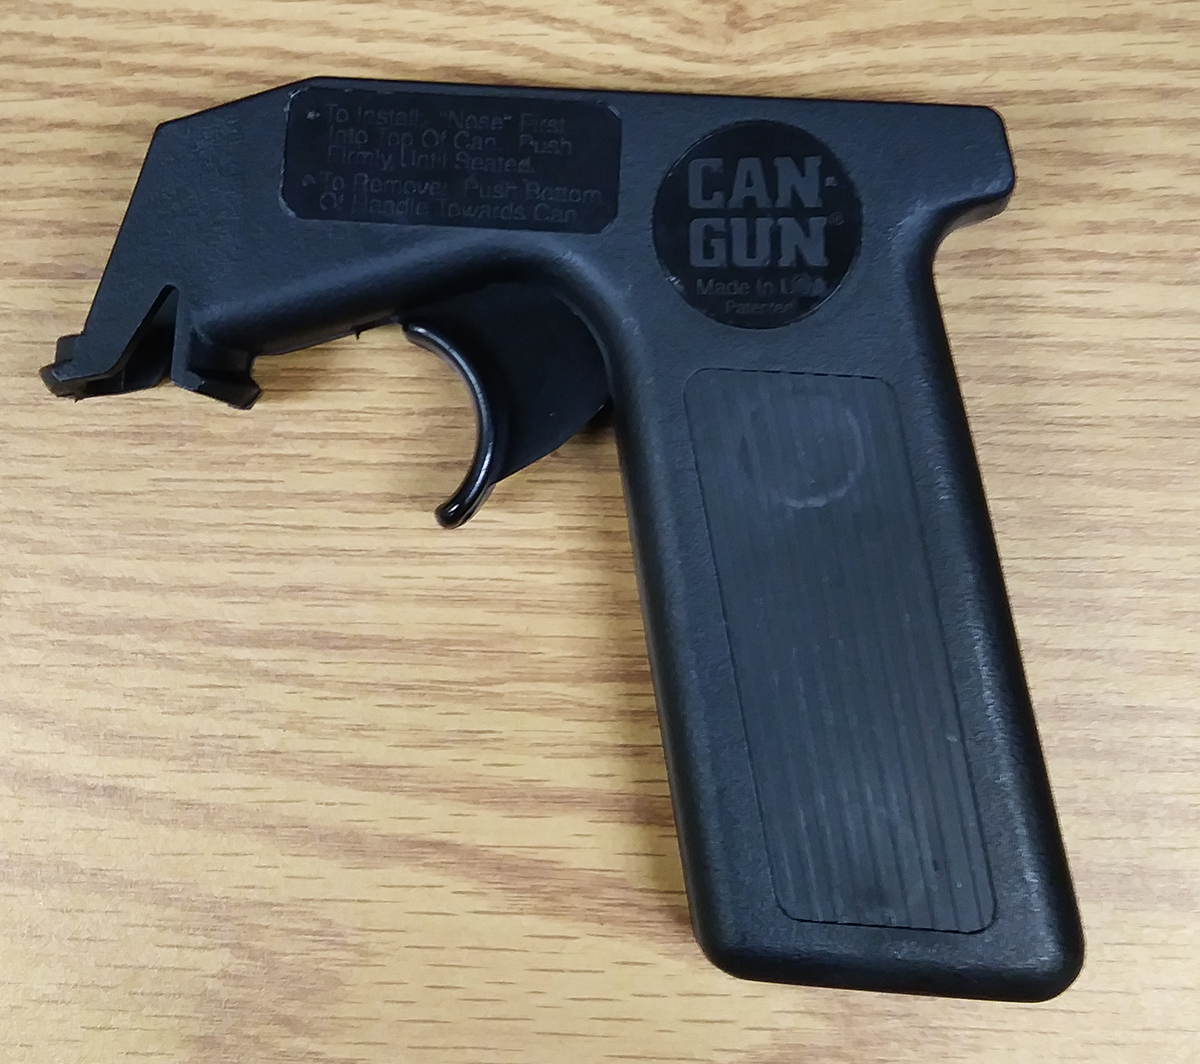 • To Install: "Nose" First
Into Top Of Can. Push
Firmly Until Seated.
• To Remove: Push Bottom
Of Handle Towards Can
CAN
GUN®
Made In USA
Patented